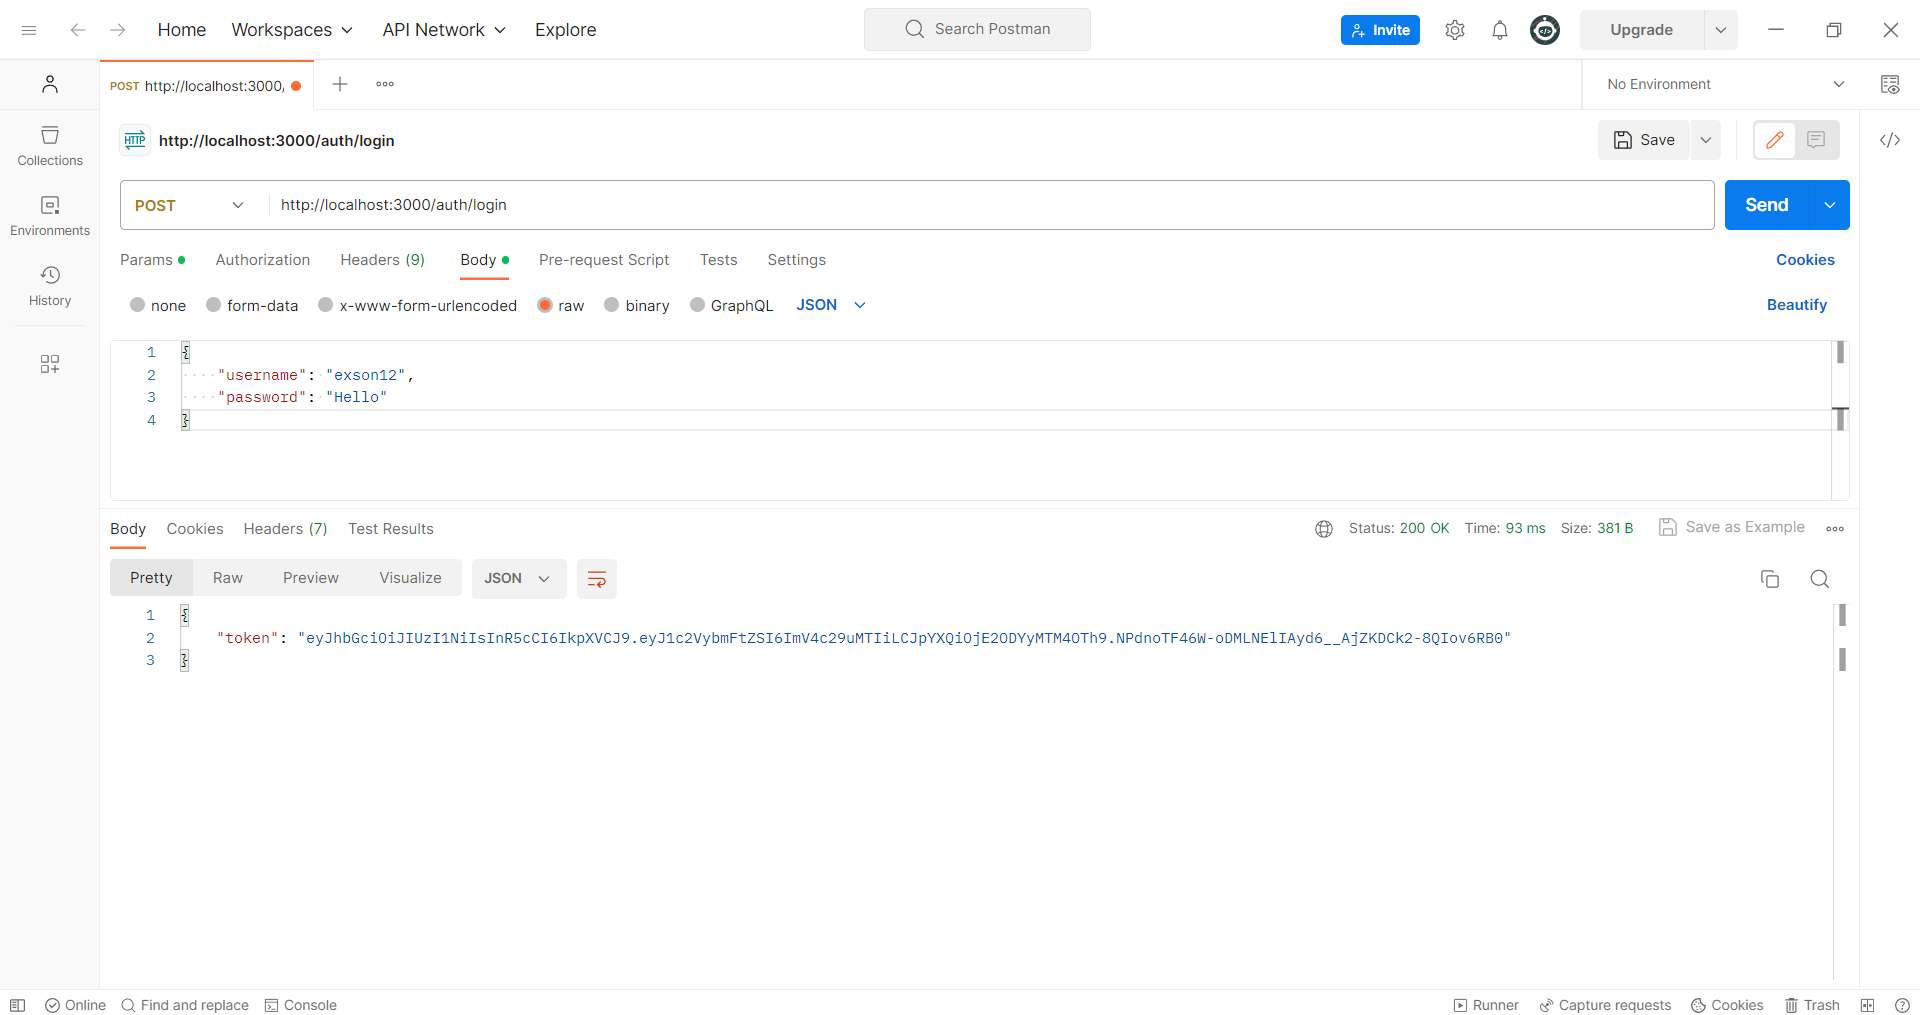 Home Workspaces API Network Explore Search Postman Invite Upgrade
POST http://localhost:3000/ No Environment
HTTP http://localhost:3000/auth/login Save
Collections
Environments
History
POST http://localhost:3000/auth/login Send
Params Authorization Headers (9) Body Pre-request Script Tests Settings Cookies
none form-data x-www-form-urlencoded raw binary GraphQL JSON Beautify
1 {
2 "username": "exson12",
3 "password": "Hello"
4 }
Body Cookies Headers (7) Test Results Status: 200 OK Time: 93 ms Size: 381 B Save as Example
Pretty Raw Preview Visualize JSON
1 {
2 "token": "eyJhbGciOiJIUzI1NiIsInR5cCI6IkpXVCJ9.eyJ1c2VybmFtZSI6ImV4c29uMTIiLCJpYXQiOjE2ODYyMTM4OTh9.NPdnoTF46W-oDMLNElIAyd6__AjZKDCk2-8QIov6RB0"
3 }
Online Find and replace Console Runner Capture requests Cookies Trash